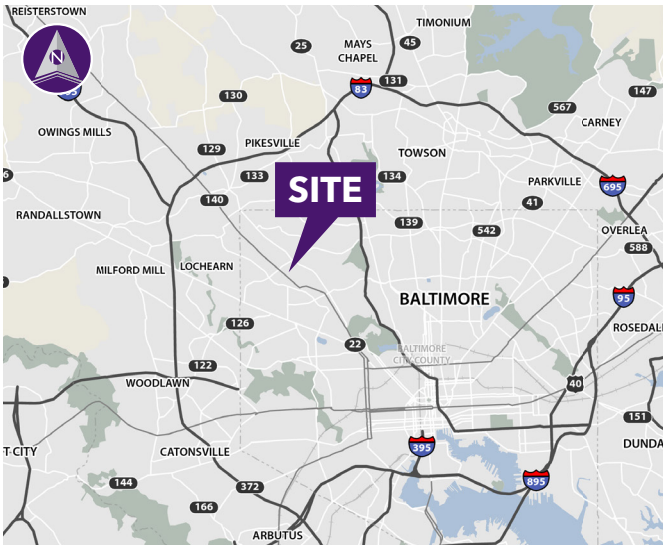 REISTERSTOWN
TIMONIUM
N
25
MAYS
CHAPEL
45
83
131
130
147
567
CARNEY
OWINGS MILLS
129
PIKESVILLE
TOWSON
133
134
PARKVILLE
695
SITE
140
41
RANDALLSTOWN
139
542
OVERLEA
588
MILFORD MILL
LOCHEARN
BALTIMORE
95
126
22
BALTIMORE
CITY COUNTY
ROSEDAL
122
WOODLAWN
40
151
T CITY
CATONSVILLE
395
DUNDA
144
372
895
166
ARBUTUS